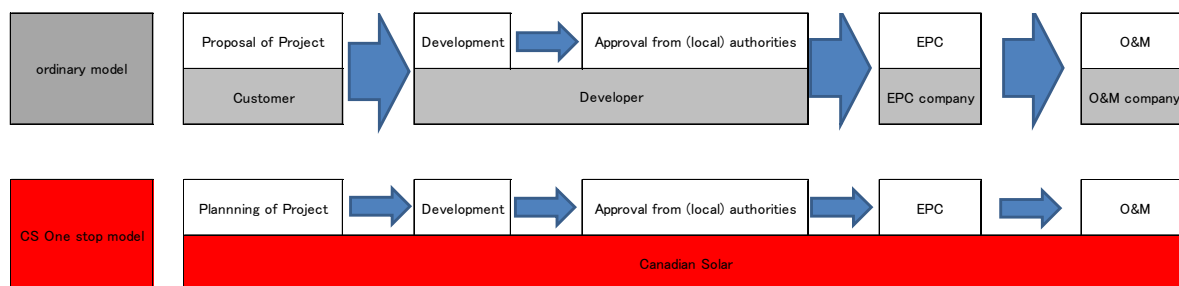 ordinary model
Proposal of Project
Development
Approval from (local) authorities
EPC
O&M
Customer
Developer
EPC company
O&M company
CS One stop model
Plannning of Project
Development
Approval from (local) authorities
EPC
O&M
Canadian Solar